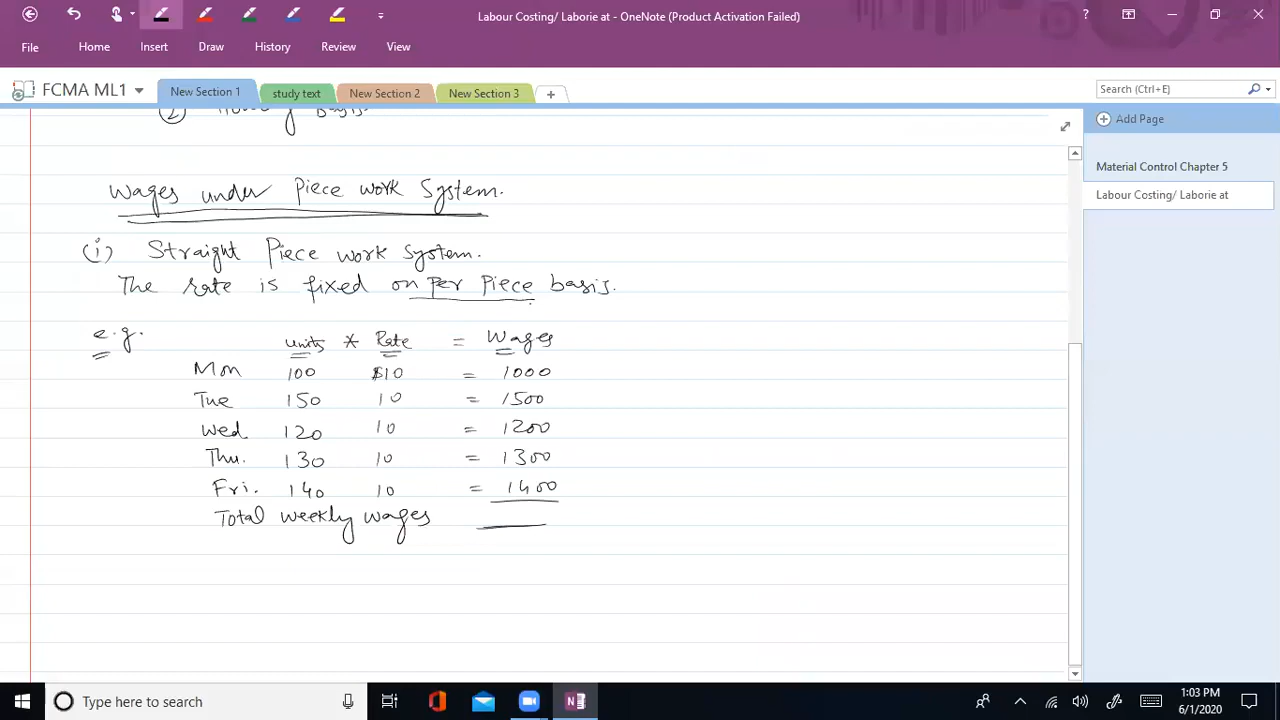 Labour Costing/ Laborie at - OneNote (Product Activation Failed)
File Home Insert Draw History Review View
FCMA ML1 New Section 1 study text New Section 2 New Section 3
Search (Ctrl+E)
Add Page
Material Control Chapter 5
Labour Costing/ Laborie at
② basis
Wages under Piece work System.
(i) Straight Piece work System.
The rate is fixed on per piece basis.
e.g. units * Rate = Wages
Mon 100 $10 = 1000
Tue 150 10 = 1500
Wed 120 10 = 1200
Thu. 130 10 = 1300
Fri. 140 10 = 1400
Total weekly wages
Type here to search
1:03 PM
6/1/2020